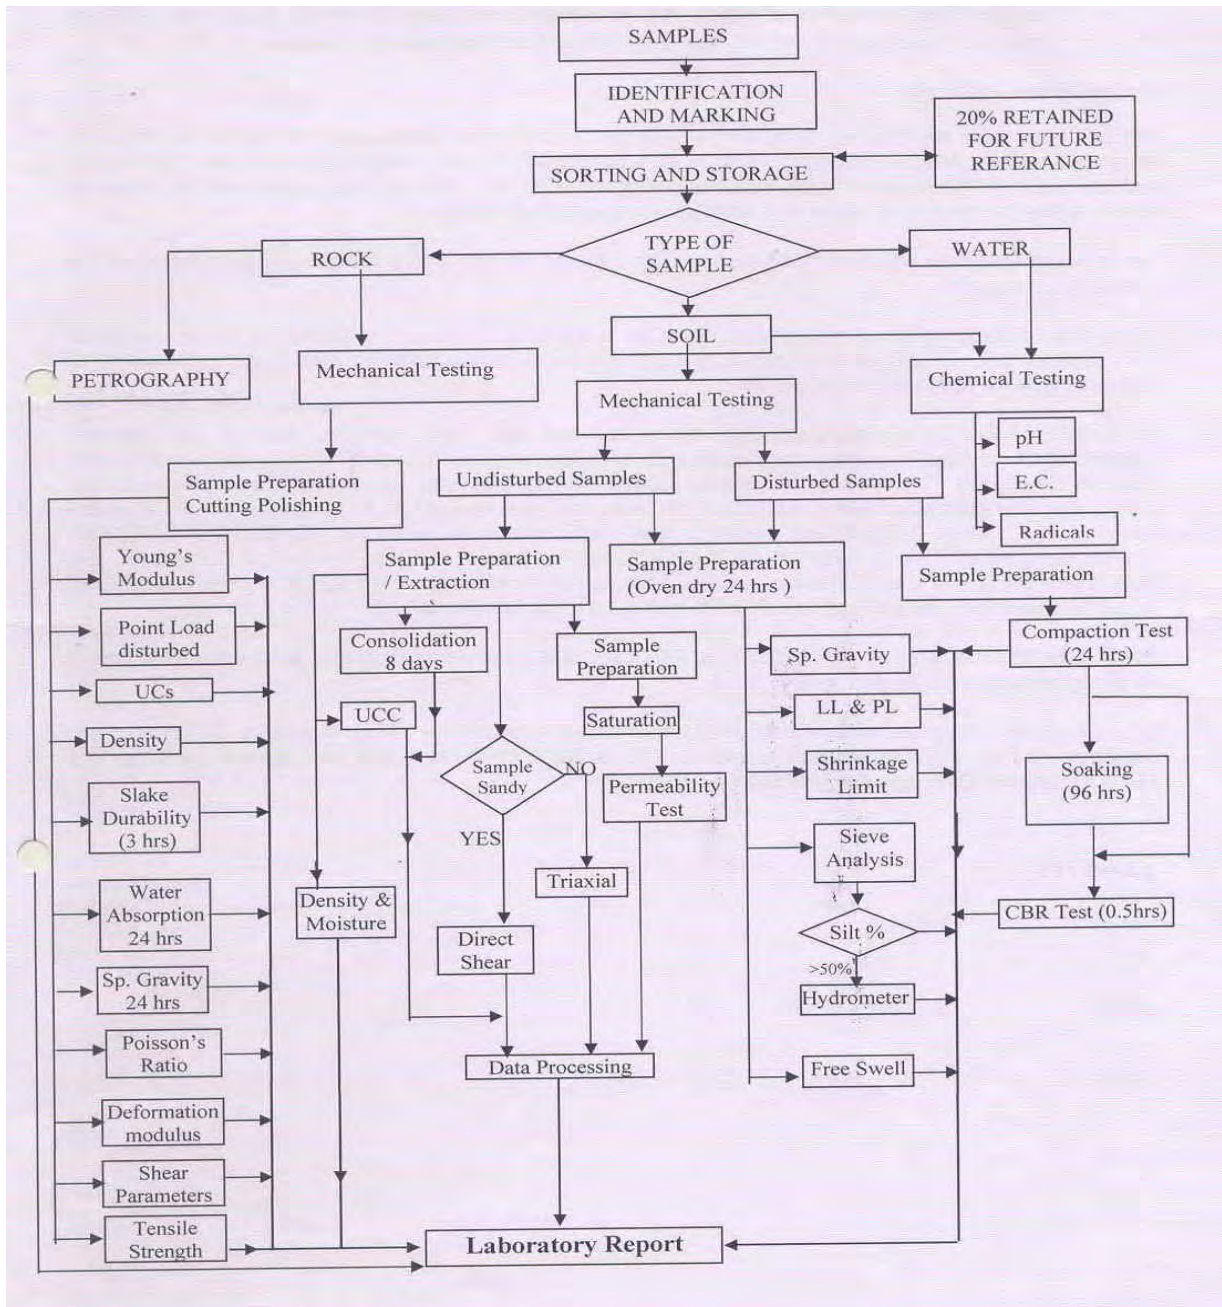 SAMPLES
IDENTIFICATION
AND MARKING
20% RETAINED
FOR FUTURE
REFERANCE
SORTING AND STORAGE
TYPE OF
SAMPLE
ROCK
WATER
SOIL
PETROGRAPHY
Mechanical Testing
Mechanical Testing
Chemical Testing
pH
E.C.
Radicals
Sample Preparation
Cutting Polishing
Undisturbed Samples
Disturbed Samples
Young's
Modulus
Point Load
disturbed
UCs
Density
Slake
Durability
(3 hrs)
Water
Absorption
24 hrs
Sp. Gravity
24 hrs
Poisson's
Ratio
Deformation
modulus
Shear
Parameters
Tensile
Strength
Sample Preparation
/ Extraction
Consolidation
8 days
UCC
Density &
Moisture
Sample
Sandy
NO
YES
Direct
Shear
Triaxial
Sample
Preparation
Saturation
Permeability
Test
Sample Preparation
(Oven dry 24 hrs )
Sp. Gravity
LL & PL
Shrinkage
Limit
Sieve
Analysis
Silt %
>50%
Hydrometer
Free Swell
Sample Preparation
Compaction Test
(24 hrs)
Soaking
(96 hrs)
CBR Test (0.5hrs)
Data Processing
Laboratory Report